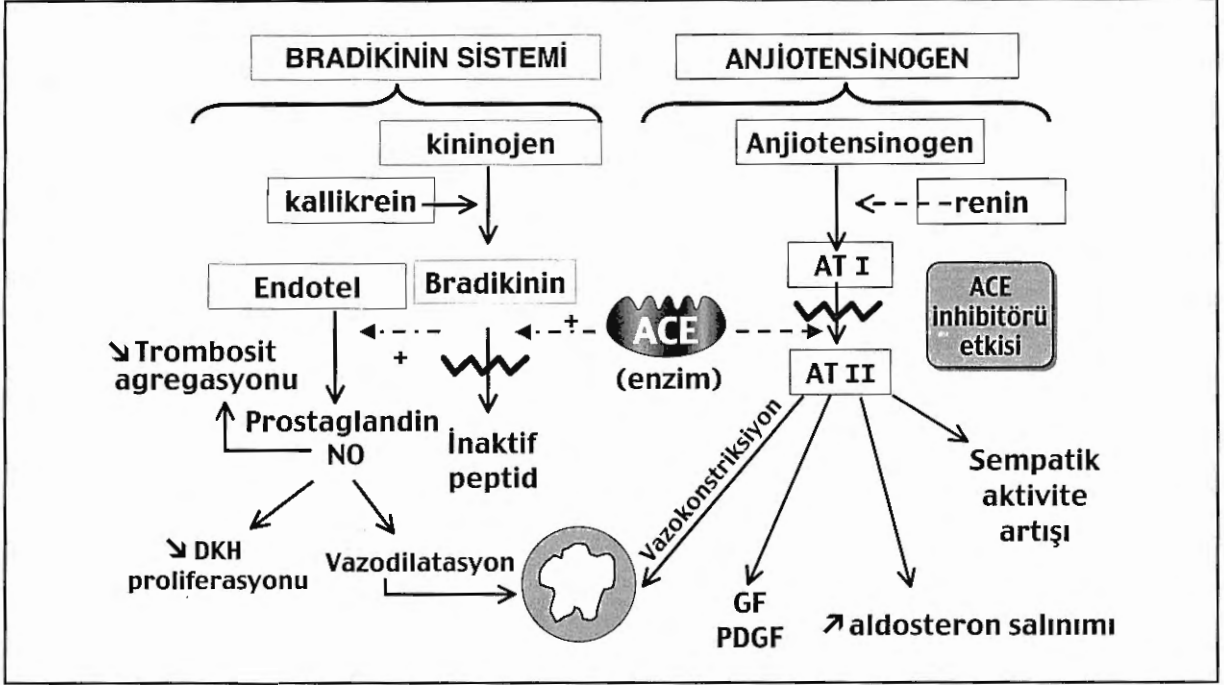 BRADİKİNİN SİSTEMİ
kininojen
kallikrein
Endotel
Bradikinin
+
+
↘ Trombosit
agregasyonu
Prostaglandin
NO
İnaktif
peptid
↘ DKH
proliferasyonu
Vazodilatasyon
ACE
(enzim)
ANJİOTENSİNOGEN
Anjiotensinogen
renin
AT I
ACE
inhibitörü
etkisi
AT II
Vazokonstriksiyon
Sempatik
aktivite
artışı
GF
PDGF
↗ aldosteron salınımı